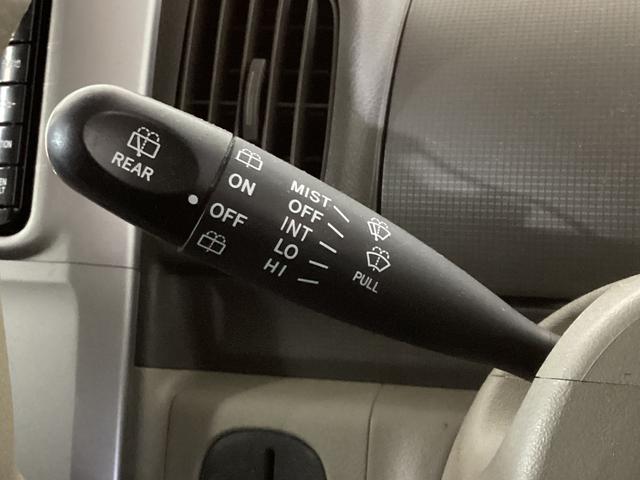 REAR
ON
OFF
MIST
OFF
INT
LO
HI
PULL